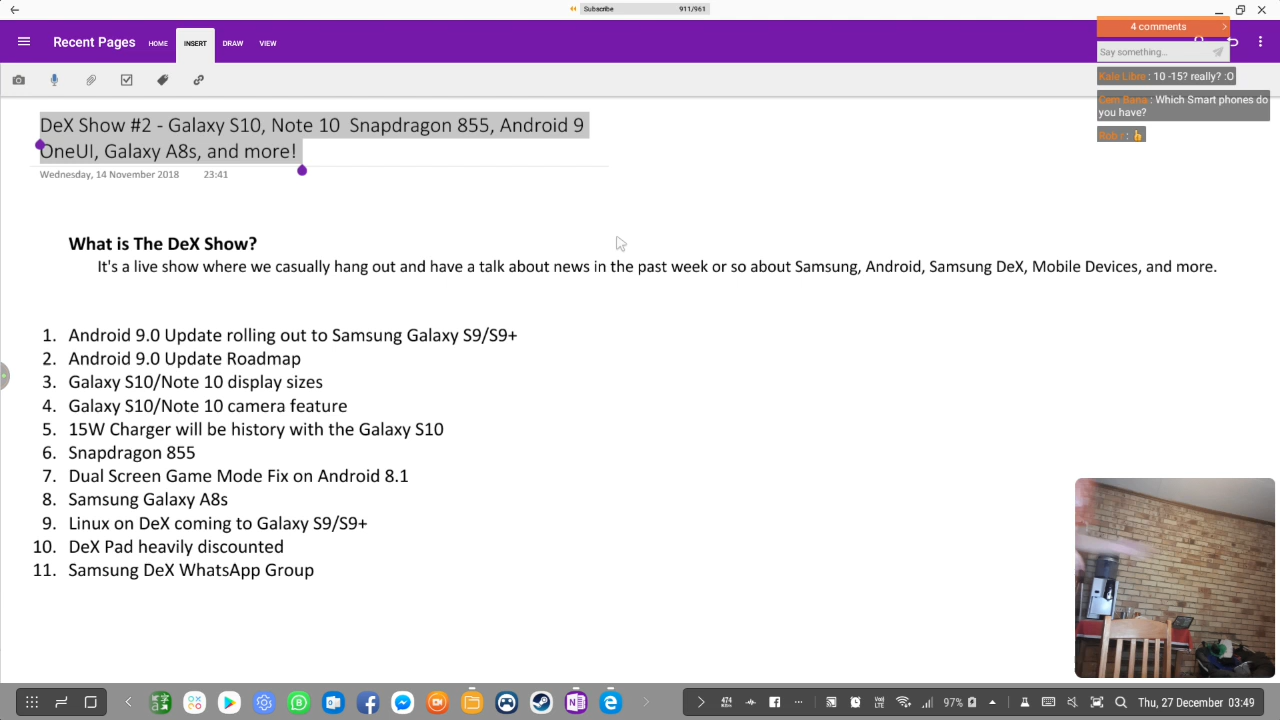 Subscribe 911/961
Recent Pages HOME INSERT DRAW VIEW
4 comments
Say something...
Kale Libre : 10 -15? really? :O
Cem Bana : Which Smart phones do
you have?
Rob
DeX Show #2 - Galaxy S10, Note 10 Snapdragon 855, Android 9
OneUI, Galaxy A8s, and more!
Wednesday, 14 November 2018 23:41
What is The DeX Show?
It's a live show where we casually hang out and have a talk about news in the past week or so about Samsung, Android, Samsung DeX, Mobile Devices, and more.
1. Android 9.0 Update rolling out to Samsung Galaxy S9/S9+
2. Android 9.0 Update Roadmap
3. Galaxy S10/Note 10 display sizes
4. Galaxy S10/Note 10 camera feature
5. 15W Charger will be history with the Galaxy S10
6. Snapdragon 855
7. Dual Screen Game Mode Fix on Android 8.1
8. Samsung Galaxy A8s
9. Linux on DeX coming to Galaxy S9/S9+
10. DeX Pad heavily discounted
11. Samsung DeX WhatsApp Group
97% Thu, 27 December 03:49